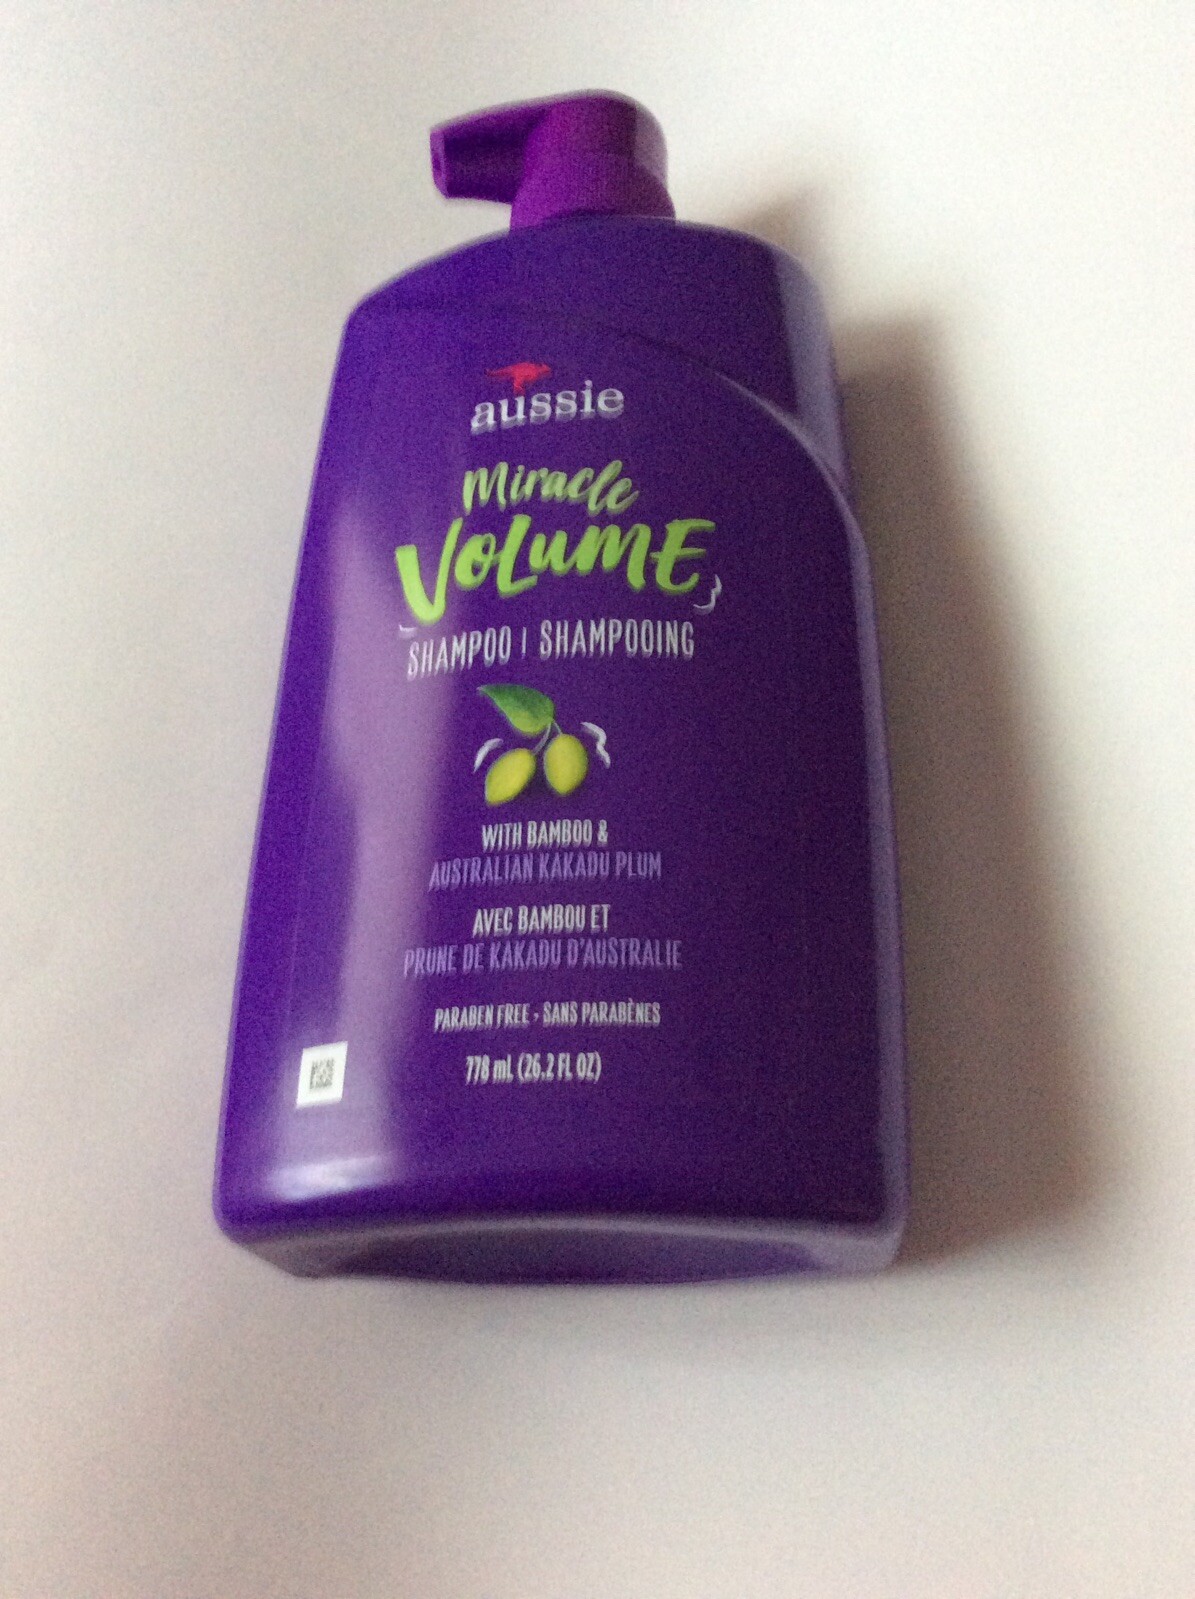 aussie
Miracle
VoLumE
SHAMPOO | SHAMPOOING
WITH BAMBOO &
AUSTRALIAN KAKADU PLUM
AVEC BAMBOU ET
PRUNE DE KAKADU D'AUSTRALIE
PARABEN FREE • SANS PARABÈNES
778 mL (26.2 FL OZ)